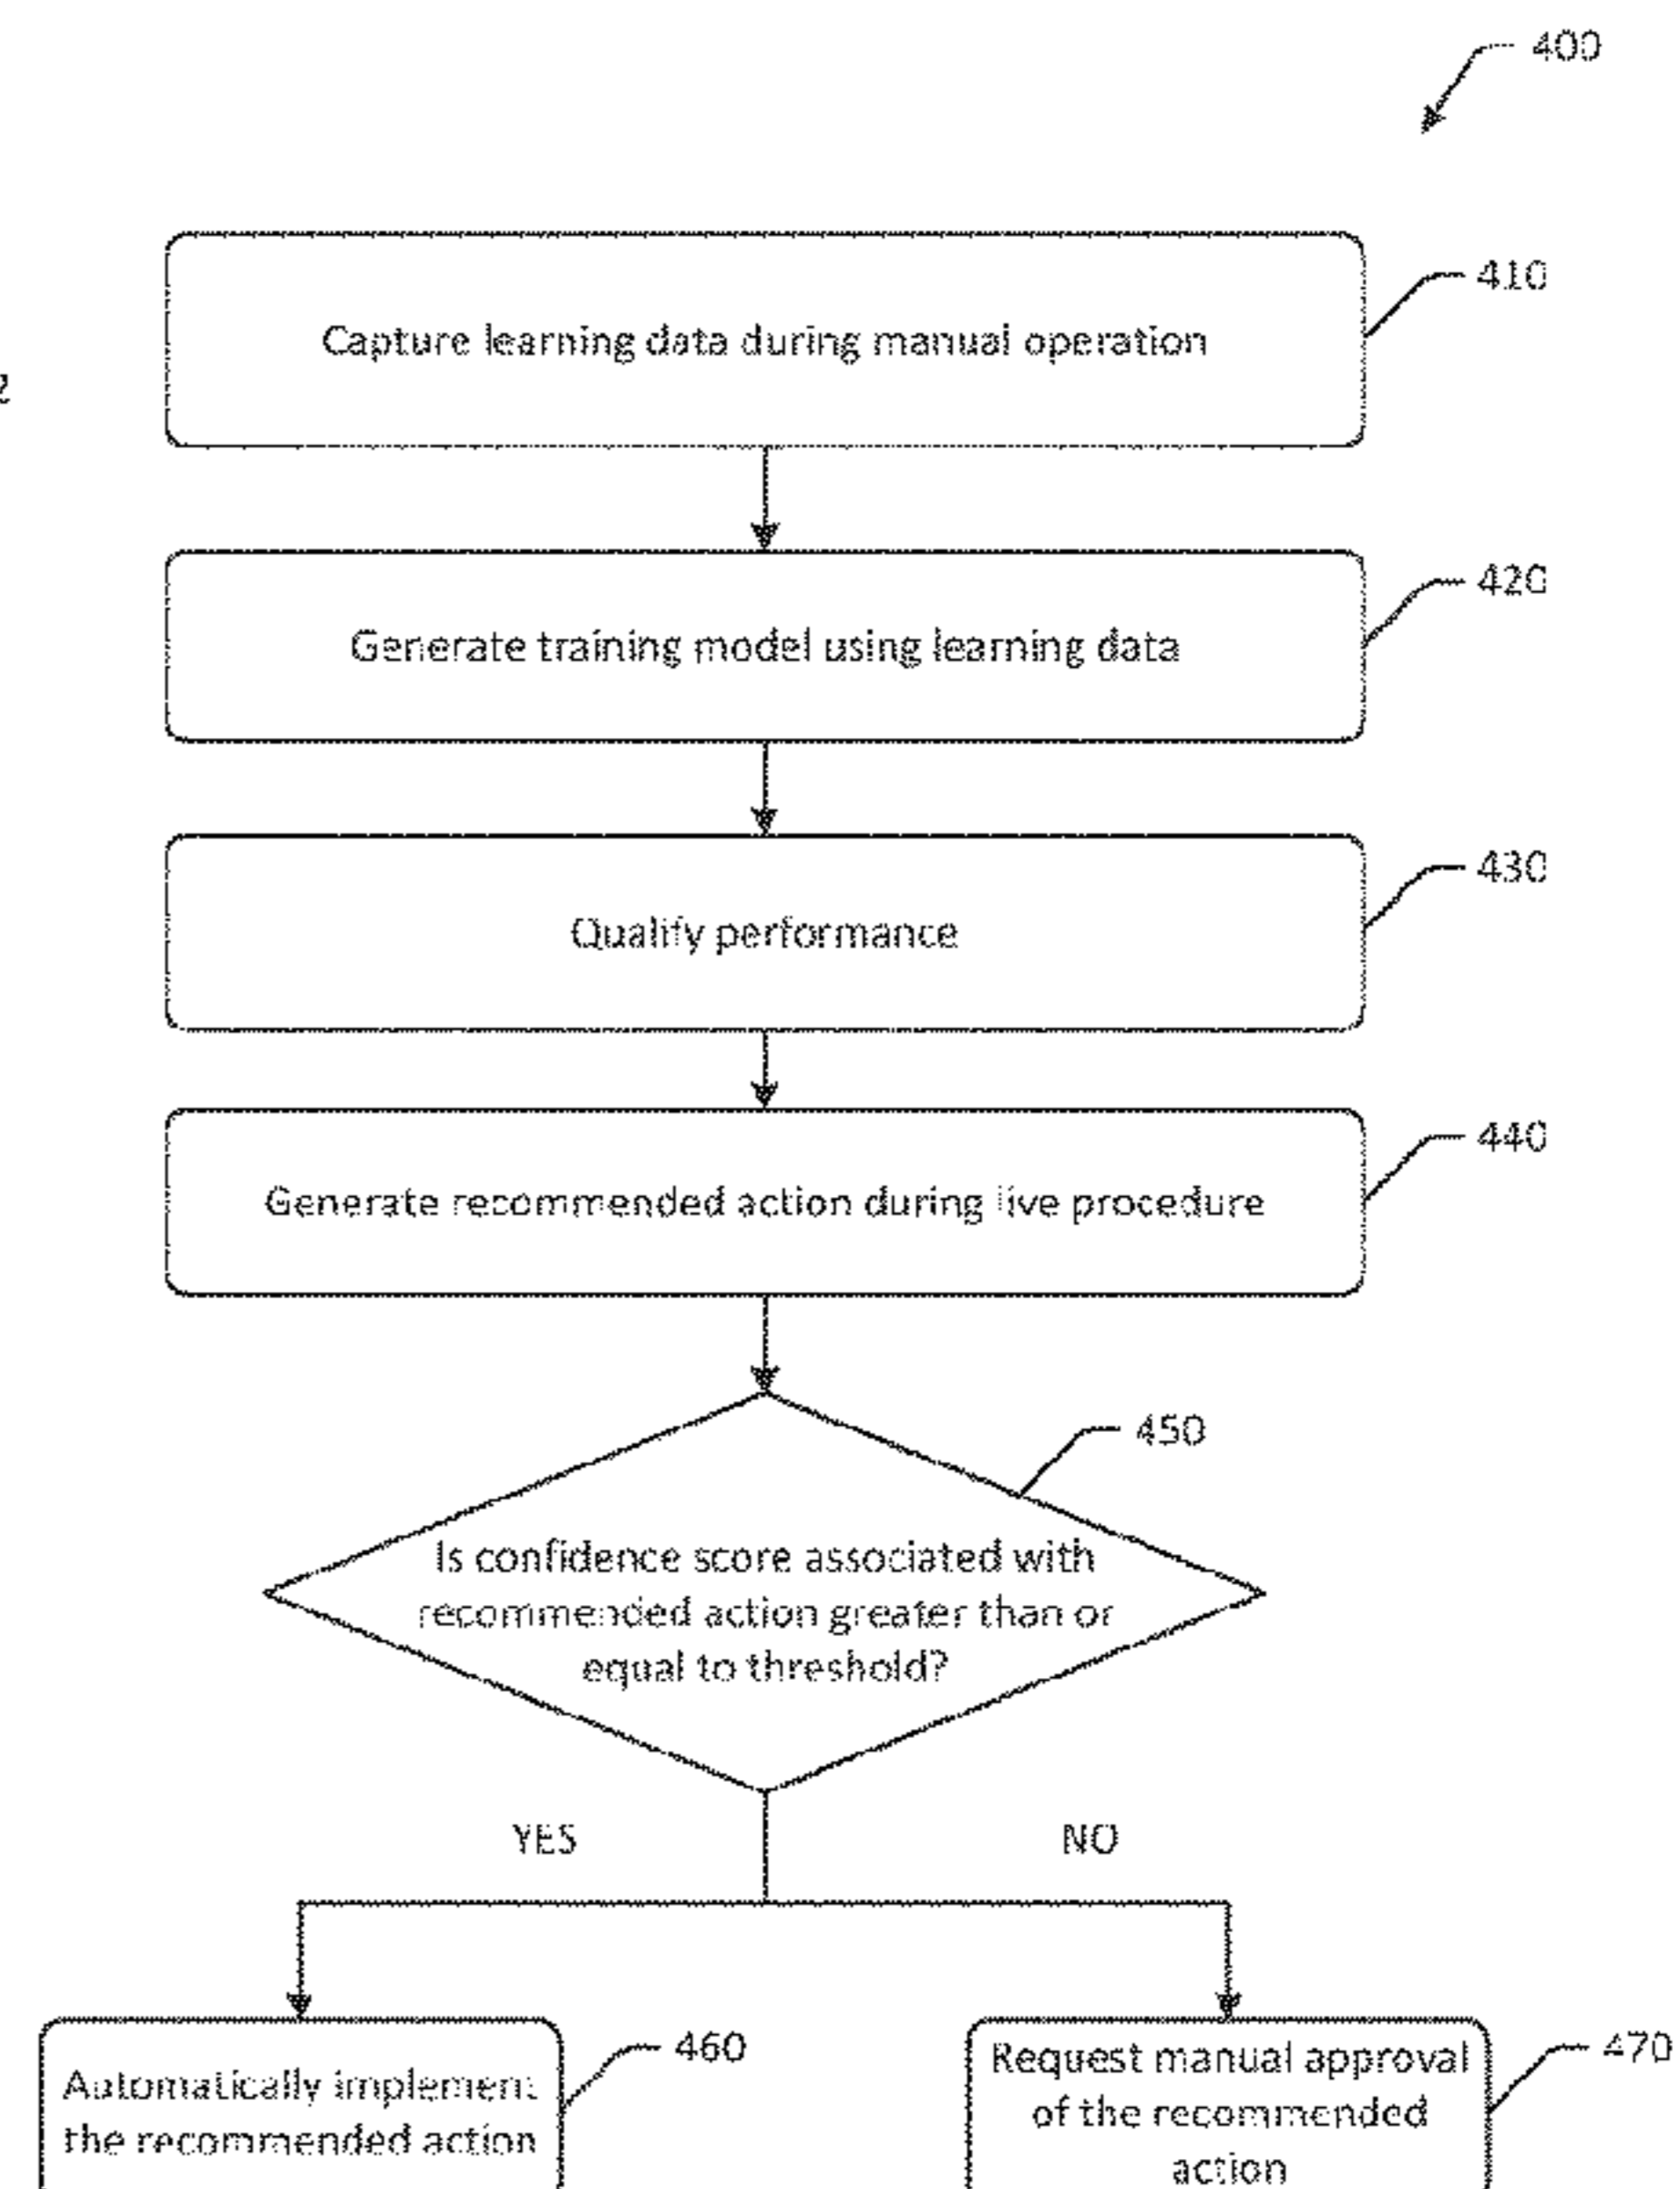 400
410
Capture learning data during manual operation
2
420
Generate training model using learning data
430
Qualify performance
440
Generate recommended action during live procedure
450
Is confidence score associated with
recommended action greater than or
equal to threshold?
YES
NO
460
Automatically implement
the recommended action
470
Request manual approval
of the recommended
action